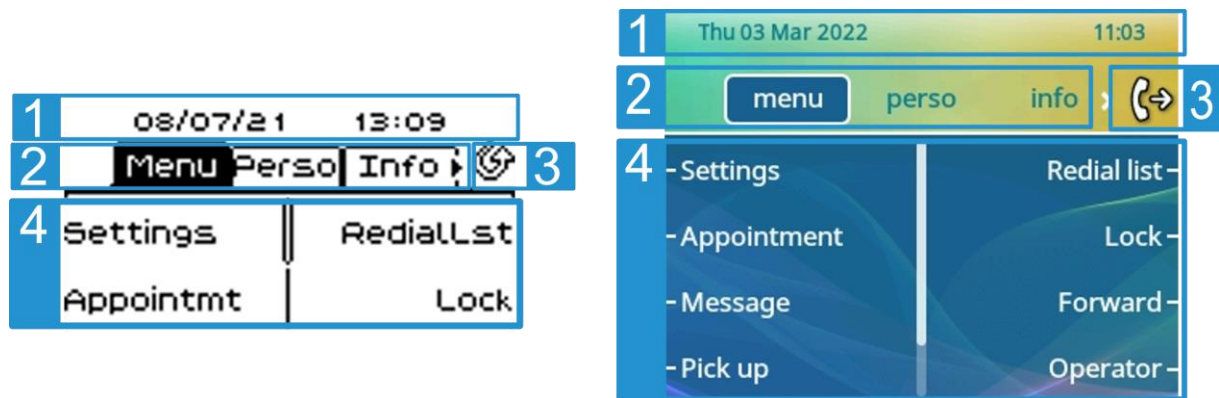 1 08/07/21 13:09
2 Menu Perso Info 3
4 Settings RedialLst
Appointmt Lock
1 Thu 03 Mar 2022 11:03
2 menu perso info 3
4 Settings Redial list
Appointment Lock
Message Forward
Pick up Operator